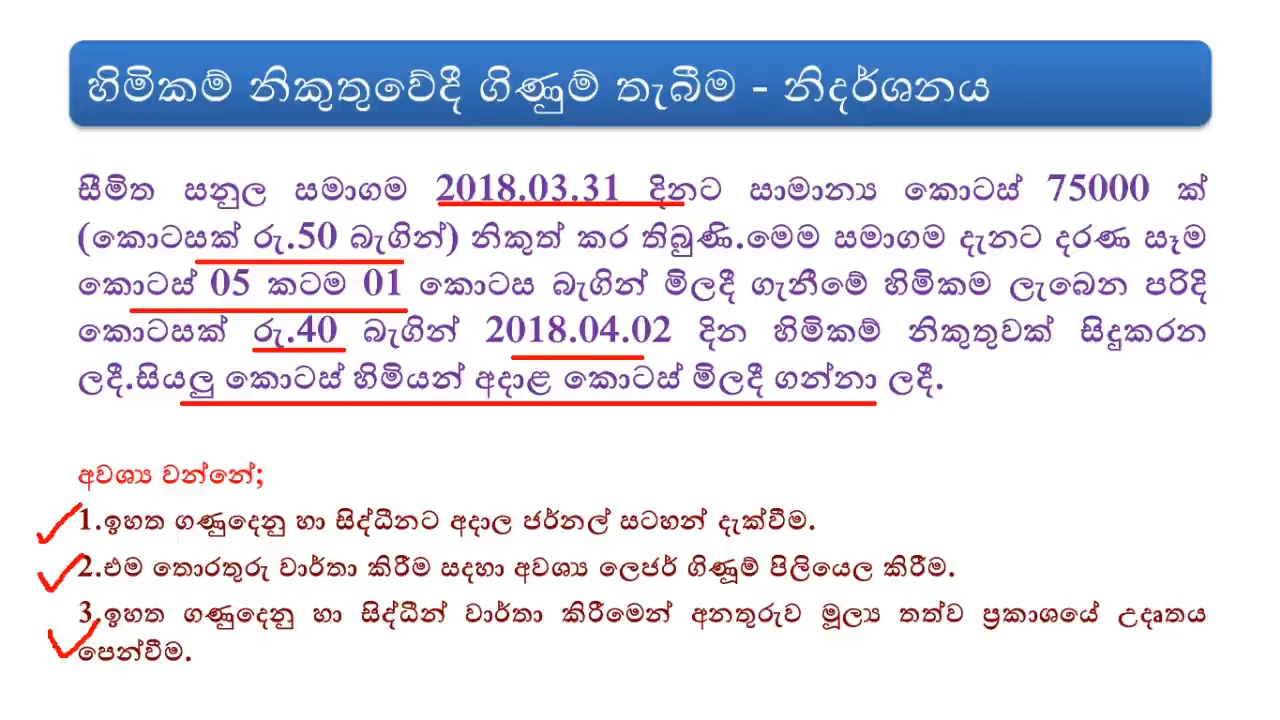 හිමිකම් නිකුතුවේදී ගිණුම් තැබීම - නිදර්ශනය
සීමිත සනුල සමාගම 2018.03.31 දිනට සාමාන්‍ය කොටස් 75000 ක්
(කොටසක් රු.50 බැගින්) නිකුත් කර තිබුණි.මෙම සමාගම දැනට දරණ සෑම
කොටස් 05 කටම 01 කොටස බැගින් මිලදී ගැනීමේ හිමිකම ලැබෙන පරිදි
කොටසක් රු.40 බැගින් 2018.04.02 දින හිමිකම් නිකුතුවක් සිදුකරන
ලදී.සියලු කොටස් හිමියන් අදාළ කොටස් මිලදී ගන්නා ලදී.
අවශ්‍ය වන්නේ;
1.ඉහත ගණුදෙනු හා සිද්ධීනට අදාල ජර්නල් සටහන් දැක්වීම.
2.එම තොරතුරු වාර්තා කිරීම සදහා අවශ්‍ය ලෙජර් ගිණුම් පිලියෙල කිරීම.
3.ඉහත ගණුදෙනු හා සිද්ධීන් වාර්තා කිරීමෙන් අනතුරුව මූල්‍ය තත්ව ප්‍රකාශයේ උදෘතය
පෙන්වීම.